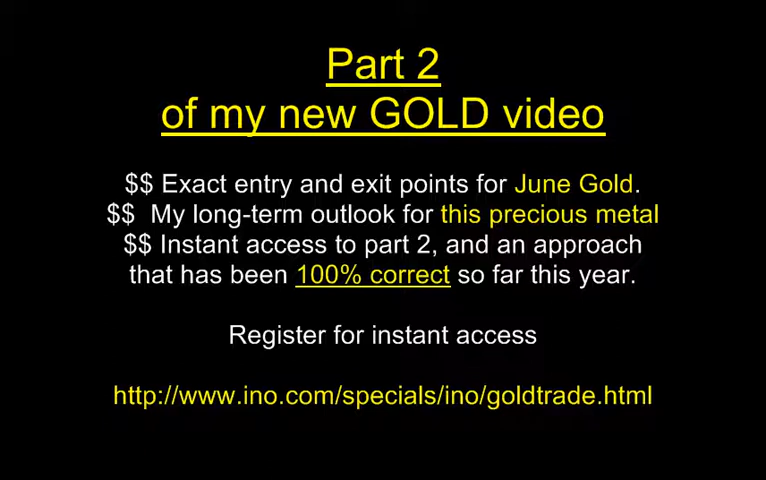 Part 2
of my new GOLD video
$$ Exact entry and exit points for June Gold.
$$  My long-term outlook for this precious metal
$$ Instant access to part 2, and an approach
that has been 100% correct so far this year.
Register for instant access
http://www.ino.com/specials/ino/goldtrade.html